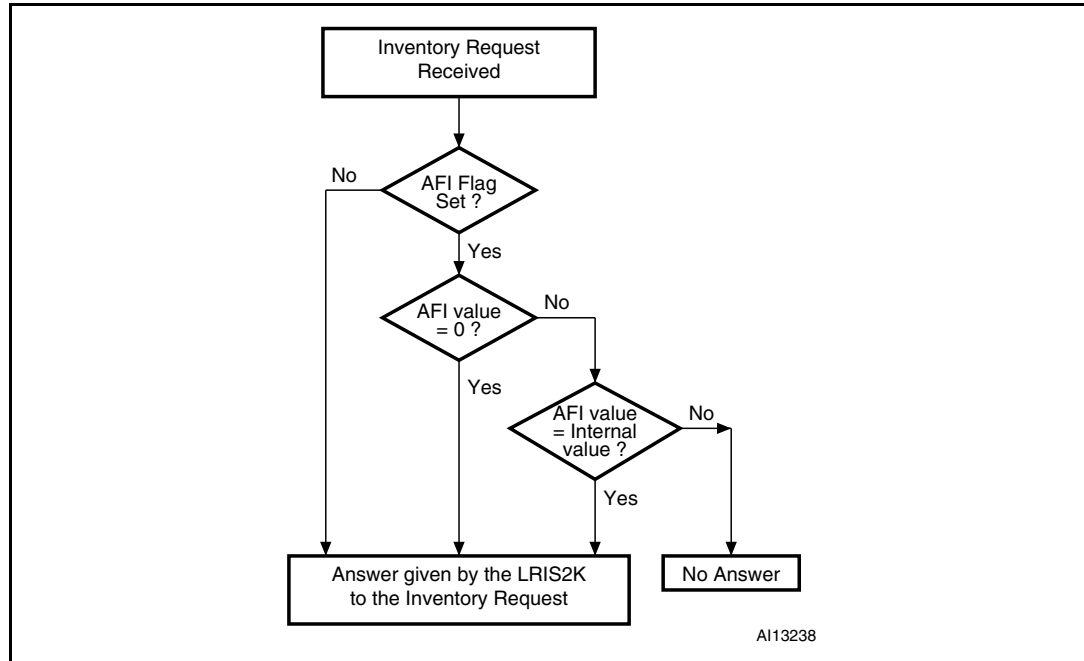 Inventory Request
Received
No
AFI Flag
Set ?
Yes
AFI value
= 0 ?
No
Yes
AFI value
= Internal
value ?
No
Yes
Answer given by the LRIS2K
to the Inventory Request
No Answer
AI13238